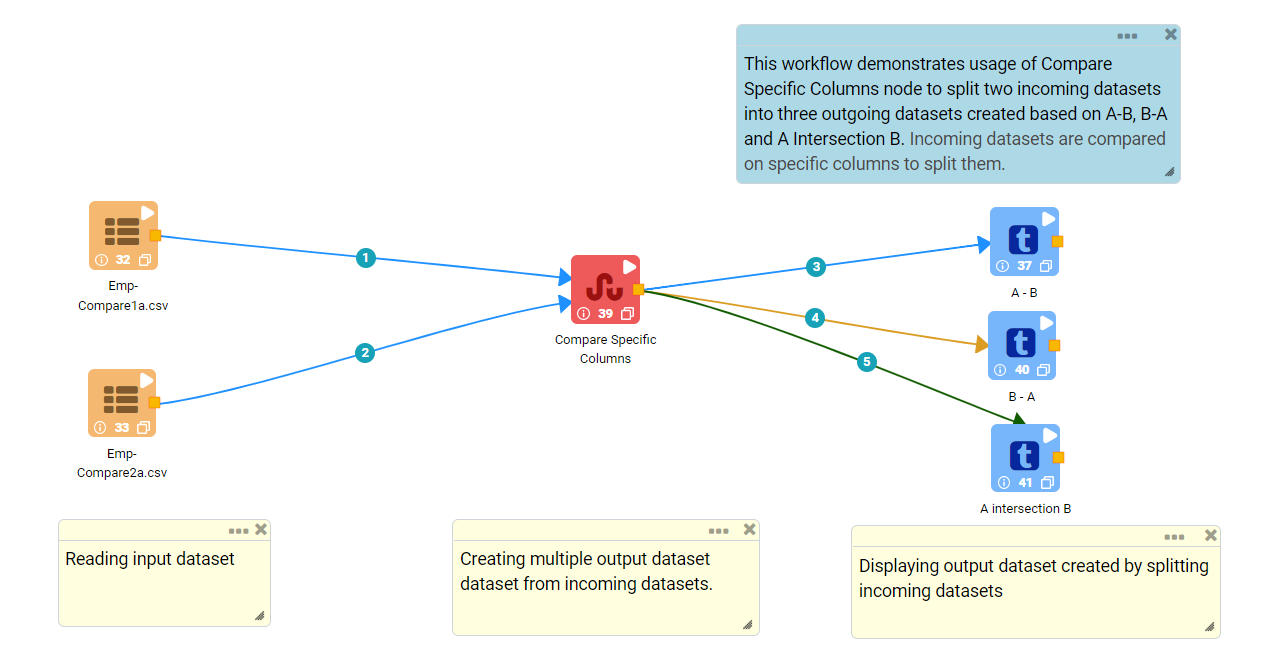 This workflow demonstrates usage of Compare
Specific Columns node to split two incoming datasets
into three outgoing datasets created based on A-B, B-A
and A Intersection B. Incoming datasets are compared
on specific columns to split them.
32
Emp-
Compare1a.csv
1
33
Emp-
Compare2a.csv
2
39
Compare Specific
Columns
3
t
37
A - B
4
t
40
B - A
5
t
41
A intersection B
Reading input dataset
Creating multiple output dataset
dataset from incoming datasets.
Displaying output dataset created by splitting
incoming datasets